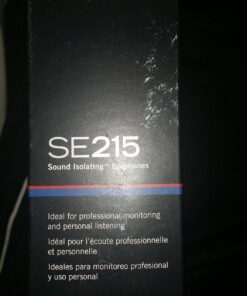 SE215
Sound Isolating™ Earphones
Ideal for professional monitoring
and personal listening
Idéal pour l'écoute professionnelle
et personnelle
Ideales para monitoreo profesional
y uso personal